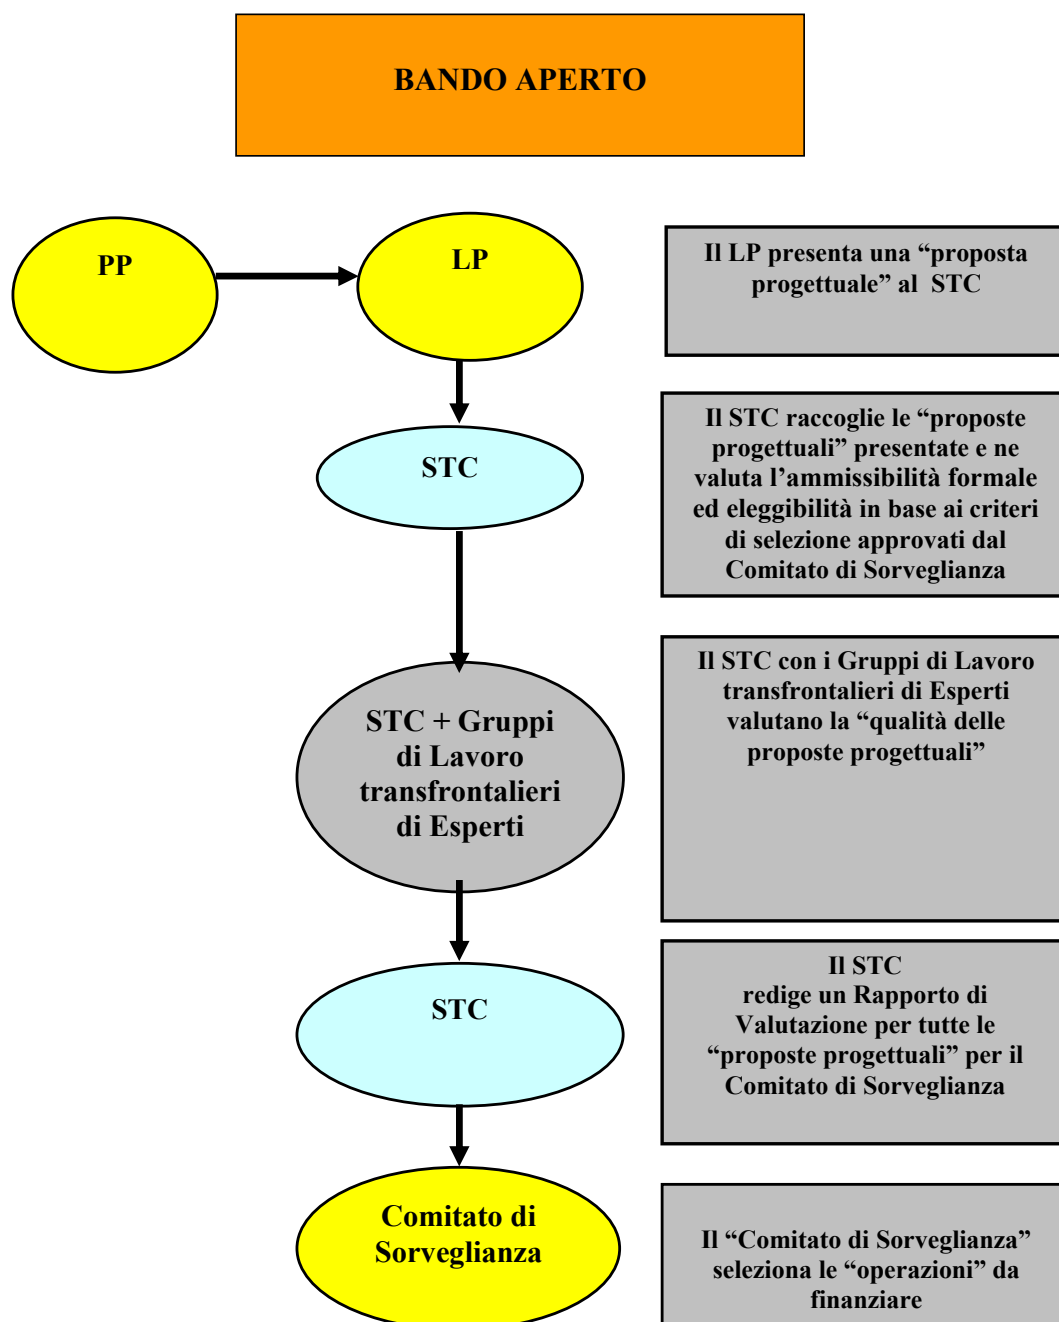 BANDO APERTO
PP
LP
Il LP presenta una “proposta
progettuale” al STC
STC
Il STC raccoglie le “proposte
progettuali” presentate e ne
valuta l’ammissibilità formale
ed eleggibilità in base ai criteri
di selezione approvati dal
Comitato di Sorveglianza
STC + Gruppi
di Lavoro
transfrontalieri
di Esperti
Il STC con i Gruppi di Lavoro
transfrontalieri di Esperti
valutano la “qualità delle
proposte progettuali”
STC
Il STC
redige un Rapporto di
Valutazione per tutte le
“proposte progettuali” per il
Comitato di Sorveglianza
Comitato di
Sorveglianza
Il “Comitato di Sorveglianza”
seleziona le “operazioni” da
finanziare